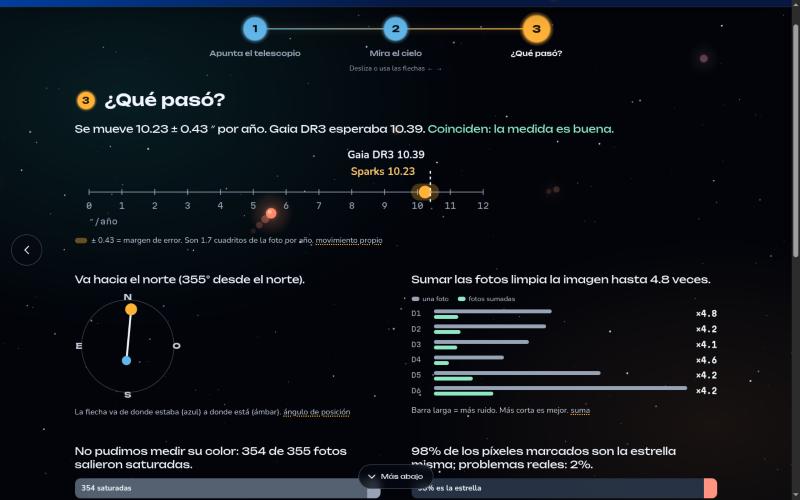 1
2
3
Apunta el telescopio
Mira el cielo
¿Qué pasó?
Desliza o usa las flechas ← →
3 ¿Qué pasó?
Se mueve 10.23 ± 0.43 ″ por año. Gaia DR3 esperaba 10.39. Coinciden: la medida es buena.
Gaia DR3 10.39
Sparks 10.23
0 1 2 3 4 5 6 7 8 9 10 11 12
″/año
± 0.43 = margen de error. Son 1.7 cuadritos de la foto por año. movimiento propio
Va hacia el norte (355° desde el norte).
N
E
O
S
La flecha va de donde estaba (azul) a donde está (ámbar). ángulo de posición
Sumar las fotos limpia la imagen hasta 4.8 veces.
una foto fotos sumadas
D1 ×4.8
D2 ×4.2
D3 ×4.1
D4 ×4.6
D5 ×4.2
D6 ×4.2
Barra larga = más ruido. Más corta es mejor. suma
No pudimos medir su color: 354 de 355 fotos
salieron saturadas.
354 saturadas
98% de los píxeles marcados son la estrella
misma; problemas reales: 2%.
98% es la estrella
Más abajo